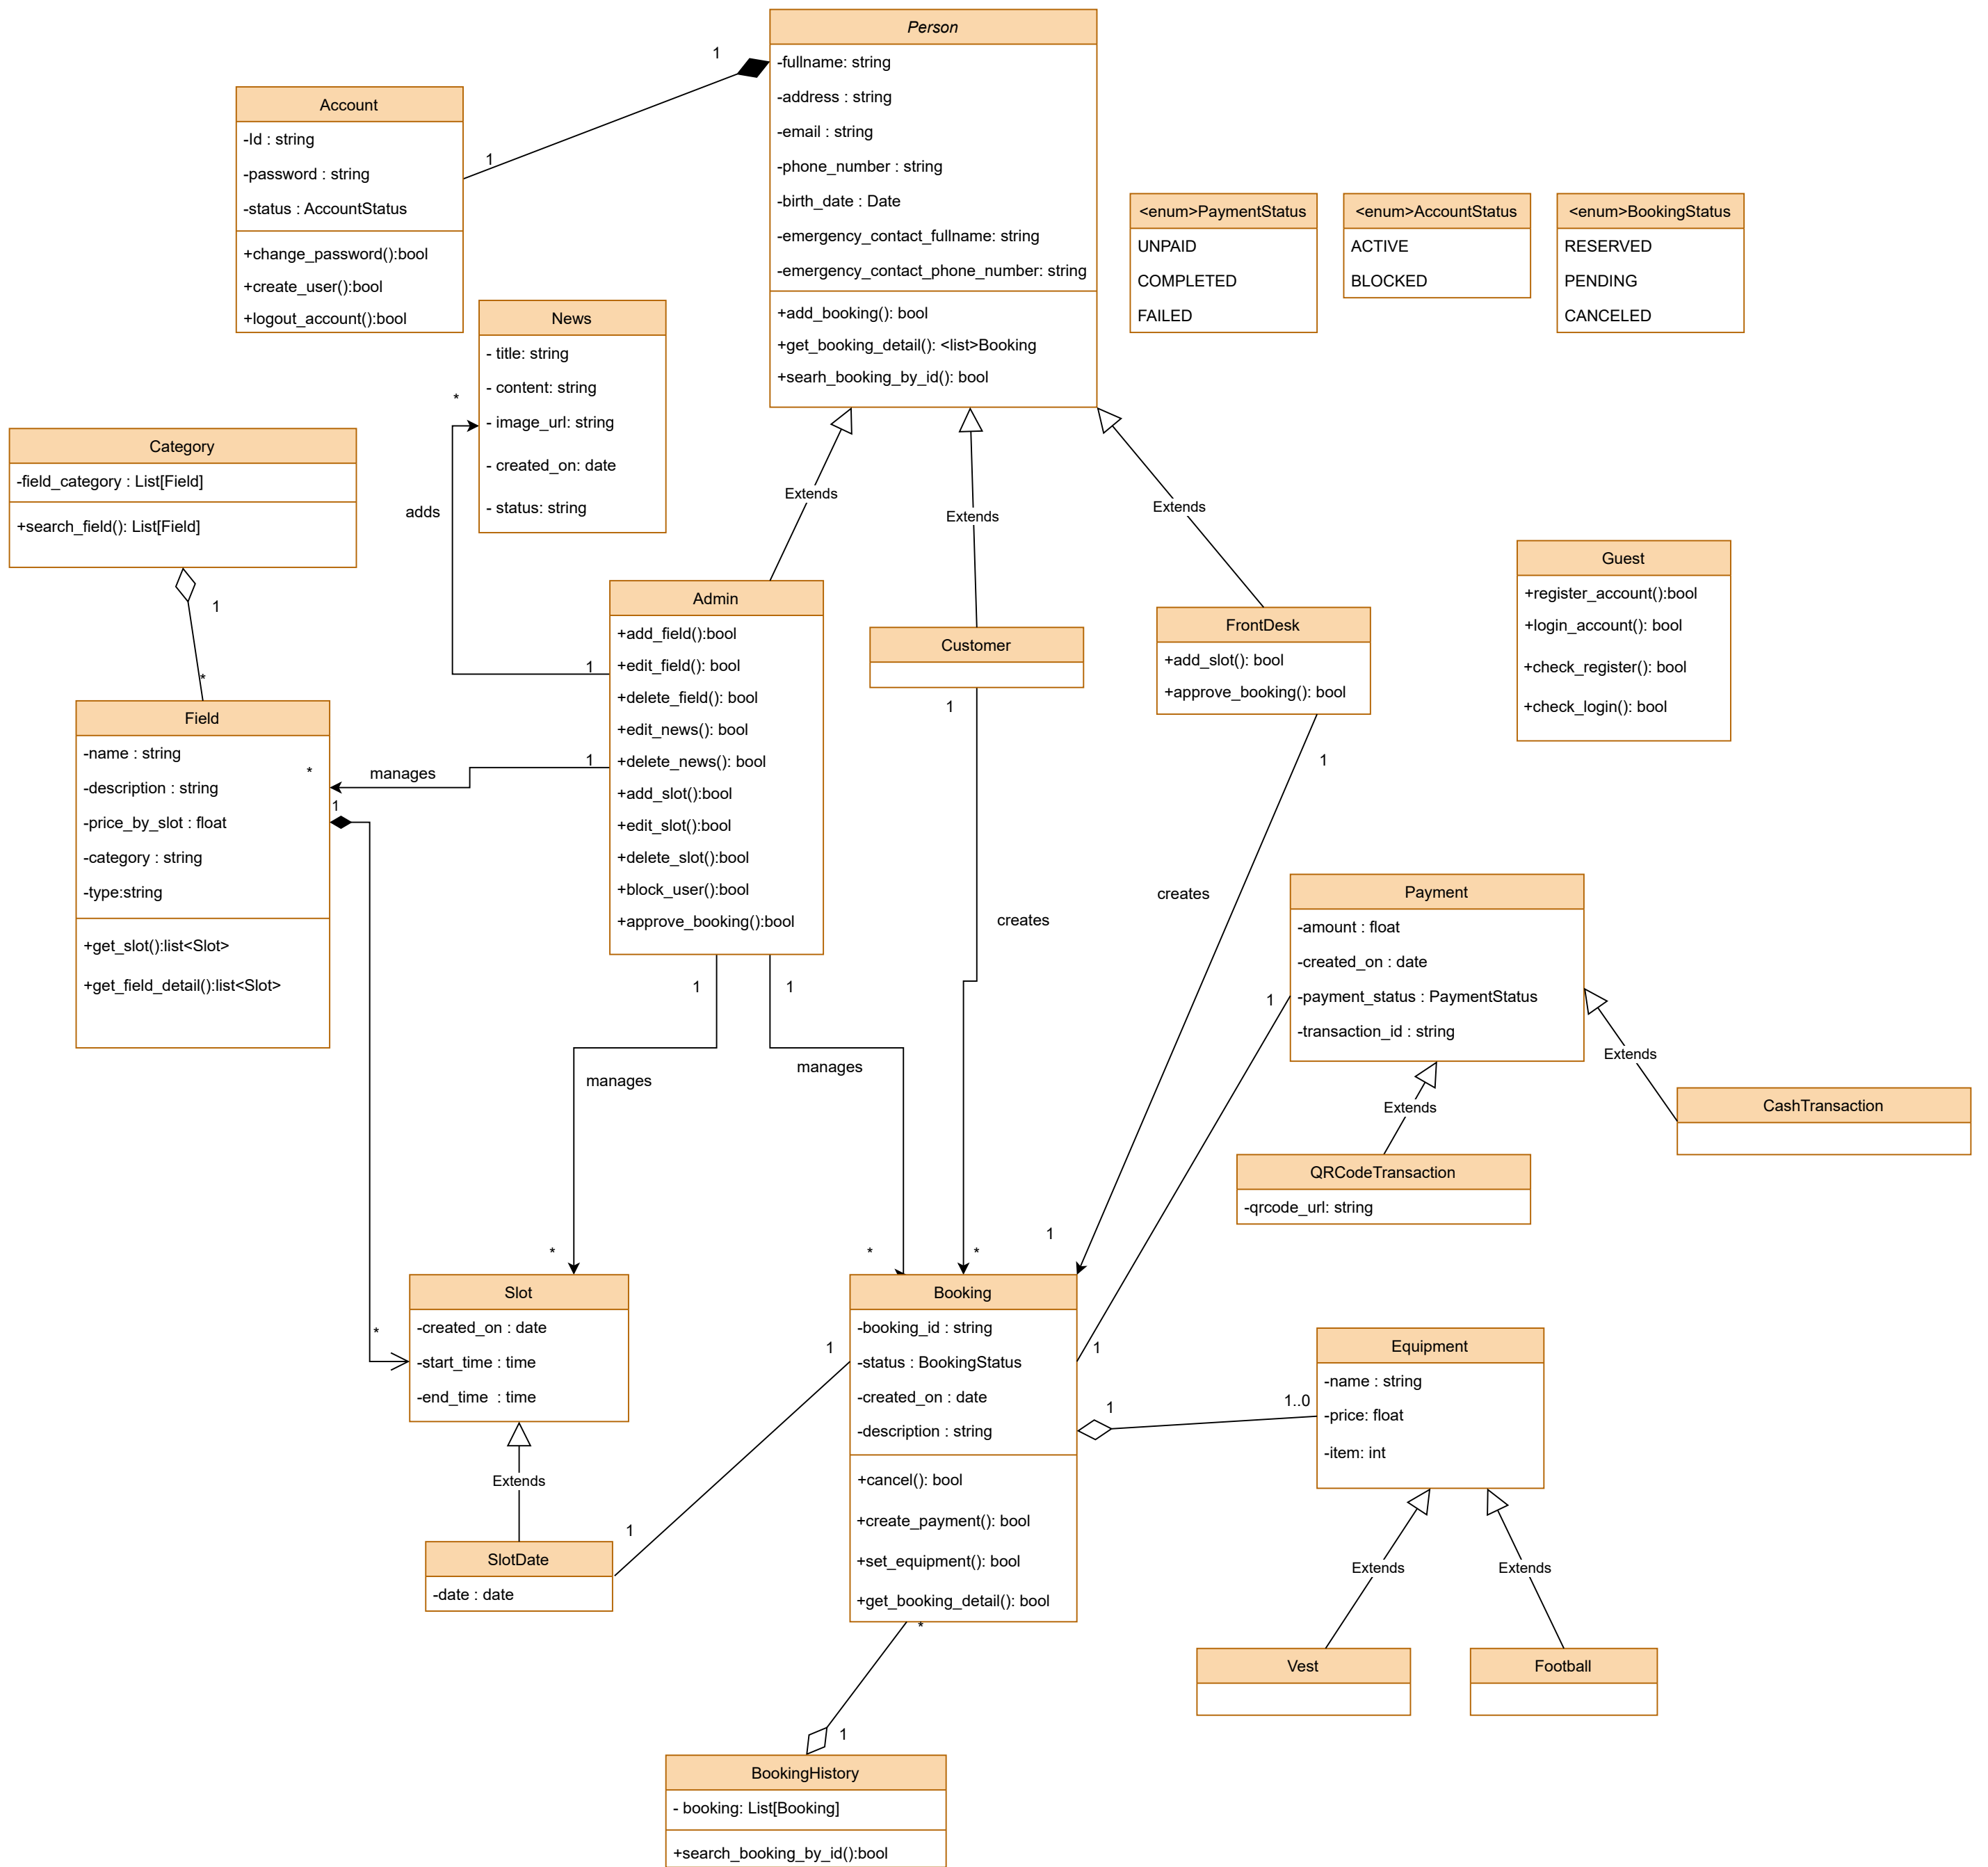 Person
-fullname: string
-address : string
-email : string
-phone_number : string
-birth_date : Date
-emergency_contact_fullname: string
-emergency_contact_phone_number: string
+add_booking(): bool
+get_booking_detail(): <list>Booking
+searh_booking_by_id(): bool
1
1
Account
-Id : string
-password : string
-status : AccountStatus
+change_password():bool
+create_user():bool
+logout_account():bool
<enum>PaymentStatus
UNPAID
COMPLETED
FAILED
<enum>AccountStatus
ACTIVE
BLOCKED
<enum>BookingStatus
RESERVED
PENDING
CANCELED
News
- title: string
- content: string
- image_url: string
- created_on: date
- status: string
*
adds
1
Category
-field_category : List[Field]
+search_field(): List[Field]
1
*
Extends
Extends
Extends
Guest
+register_account():bool
+login_account(): bool
+check_register(): bool
+check_login(): bool
Admin
+add_field():bool
+edit_field(): bool
+delete_field(): bool
+edit_news(): bool
+delete_news(): bool
+add_slot():bool
+edit_slot():bool
+delete_slot():bool
+block_user():bool
+approve_booking():bool
Customer
FrontDesk
+add_slot(): bool
+approve_booking(): bool
Field
-name : string
-description : string
-price_by_slot : float
-category : string
-type:string
+get_slot():list<Slot>
+get_field_detail():list<Slot>
*
manages
1
1
*
1
manages
*
1
manages
*
1
creates
*
1
creates
1
Payment
-amount : float
-created_on : date
-payment_status : PaymentStatus
-transaction_id : string
1
1
Extends
Extends
CashTransaction
QRCodeTransaction
-qrcode_url: string
Slot
-created_on : date
-start_time : time
-end_time : time
Extends
SlotDate
-date : date
1
1
Booking
-booking_id : string
-status : BookingStatus
-created_on : date
-description : string
+cancel(): bool
+create_payment(): bool
+set_equipment(): bool
+get_booking_detail(): bool
1
1..0
Equipment
-name : string
-price: float
-item: int
Extends
Extends
Vest
Football
*
1
BookingHistory
- booking: List[Booking]
+search_booking_by_id():bool